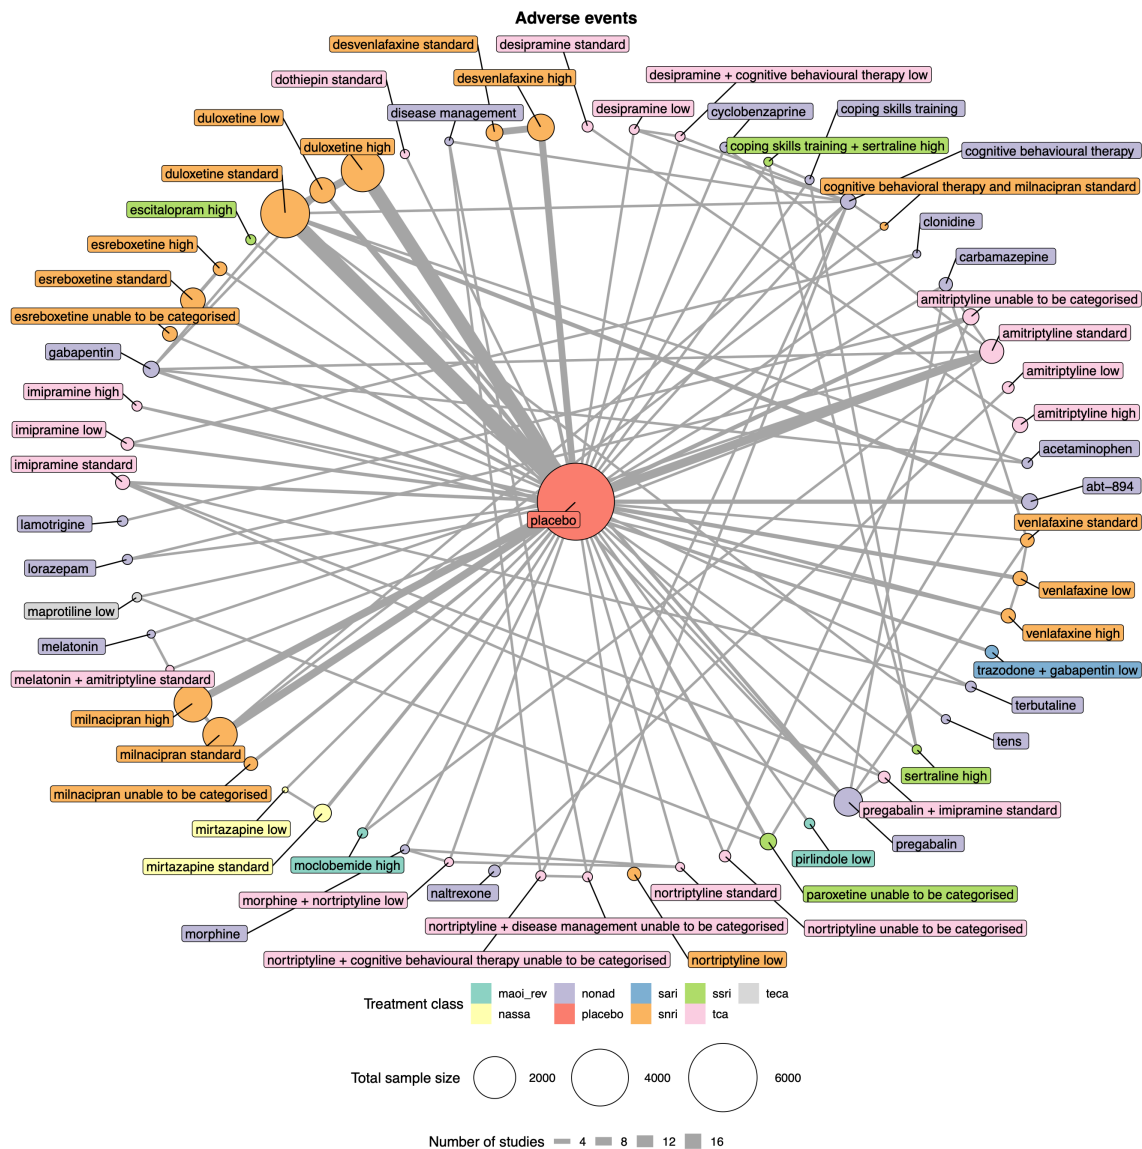 Adverse events
desvenlafaxine standard
desipramine standard
dothiepin standard
desvenlafaxine high
desipramine + cognitive behavioural therapy low
disease management
desipramine low
cyclobenzaprine
coping skills training
duloxetine low
duloxetine high
coping skills training + sertraline high
cognitive behavioural therapy
duloxetine standard
cognitive behavioral therapy and milnacipran standard
escitalopram high
clonidine
esreboxetine high
carbamazepine
esreboxetine standard
amitriptyline unable to be categorised
esreboxetine unable to be categorised
amitriptyline standard
gabapentin
amitriptyline low
imipramine high
amitriptyline high
imipramine low
acetaminophen
imipramine standard
abt−894
lamotrigine
placebo
venlafaxine standard
lorazepam
venlafaxine low
maprotiline low
venlafaxine high
melatonin
trazodone + gabapentin low
melatonin + amitriptyline standard
terbutaline
milnacipran high
tens
milnacipran standard
sertraline high
milnacipran unable to be categorised
pregabalin + imipramine standard
mirtazapine low
pregabalin
mirtazapine standard
moclobemide high
pirlindole low
morphine + nortriptyline low
naltrexone
nortriptyline standard
paroxetine unable to be categorised
morphine
nortriptyline + disease management unable to be categorised
nortriptyline unable to be categorised
nortriptyline + cognitive behavioural therapy unable to be categorised
nortriptyline low
Treatment class
maoi_rev
nonad
sari
ssri
teca
nassa
placebo
snri
tca
Total sample size
2000
4000
6000
Number of studies
4
8
12
16